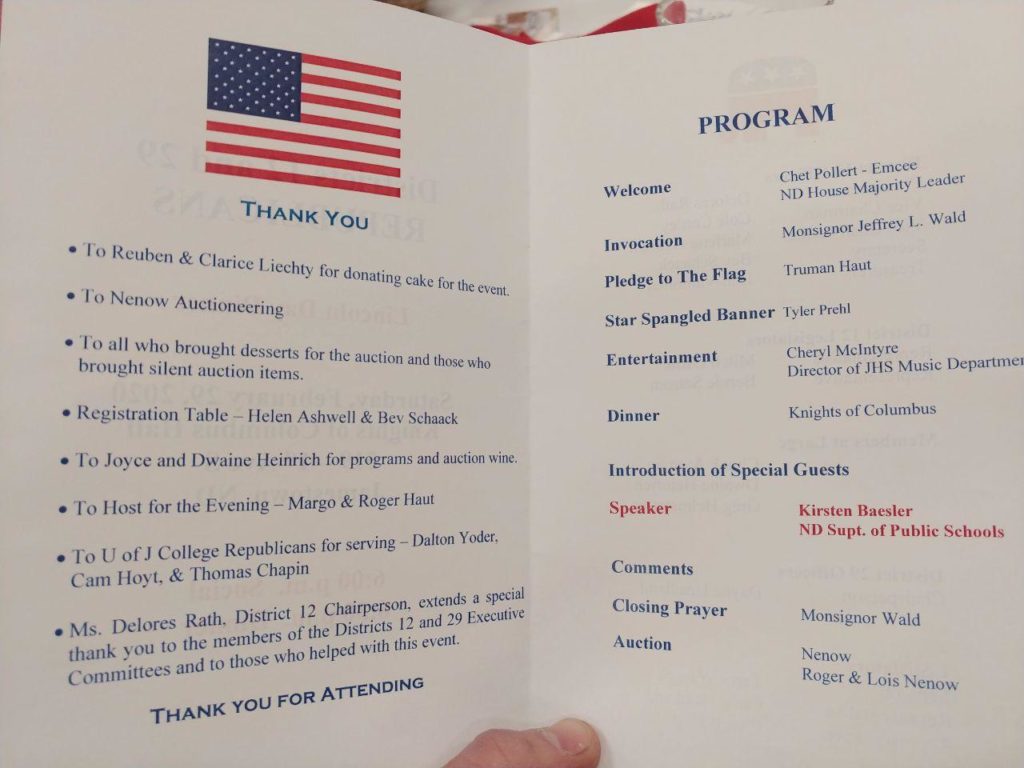 THANK YOU
• To Reuben & Clarice Liechty for donating cake for the event.
• To Nenow Auctioneering
• To all who brought desserts for the auction and those who
brought silent auction items.
• Registration Table – Helen Ashwell & Bev Schaack
• To Joyce and Dwaine Heinrich for programs and auction wine.
• To Host for the Evening – Margo & Roger Haut
• To U of J College Republicans for serving – Dalton Yoder,
Cam Hoyt, & Thomas Chapin
• Ms. Delores Rath, District 12 Chairperson, extends a special
thank you to the members of the Districts 12 and 29 Executive
Committees and to those who helped with this event.
THANK YOU FOR ATTENDING
PROGRAM
Welcome Chet Pollert - Emcee
ND House Majority Leader
Invocation Monsignor Jeffrey L. Wald
Pledge to The Flag Truman Haut
Star Spangled Banner Tyler Prehl
Entertainment Cheryl McIntyre
Director of JHS Music Departmen
Dinner Knights of Columbus
Introduction of Special Guests
Speaker Kirsten Baesler
ND Supt. of Public Schools
Comments
Closing Prayer Monsignor Wald
Auction Nenow
Roger & Lois Nenow